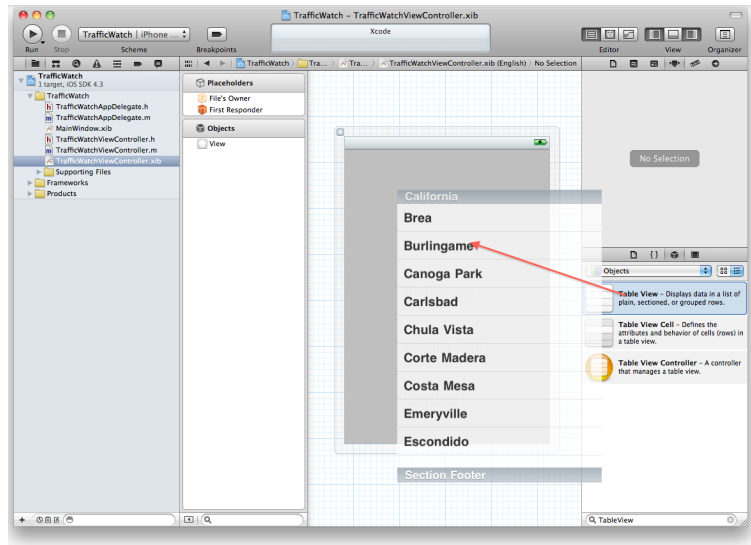 TrafficWatch – TrafficWatchViewController.xib
TrafficWatch | iPhone ...
Xcode
Run
Stop
Scheme
Breakpoints
Editor
View
Organizer
TrafficWatch
Tra...
Tra...
TrafficWatchViewController.xib (English)
No Selection
TrafficWatch
1 target, iOS SDK 4.3
TrafficWatch
TrafficWatchAppDelegate.h
TrafficWatchAppDelegate.m
MainWindow.xib
TrafficWatchViewController.h
TrafficWatchViewController.m
TrafficWatchViewController.xib
Supporting Files
Frameworks
Products
Placeholders
File's Owner
First Responder
Objects
View
California
Brea
Burlingame
Canoga Park
Carlsbad
Chula Vista
Corte Madera
Costa Mesa
Emeryville
Escondido
Section Footer
No Selection
Objects
Table View – Displays data in a list of
plain, sectioned, or grouped rows.
Table View Cell – Defines the
attributes and behavior of cells (rows) in
a table view.
Table View Controller – A controller
that manages a table view.
TableView